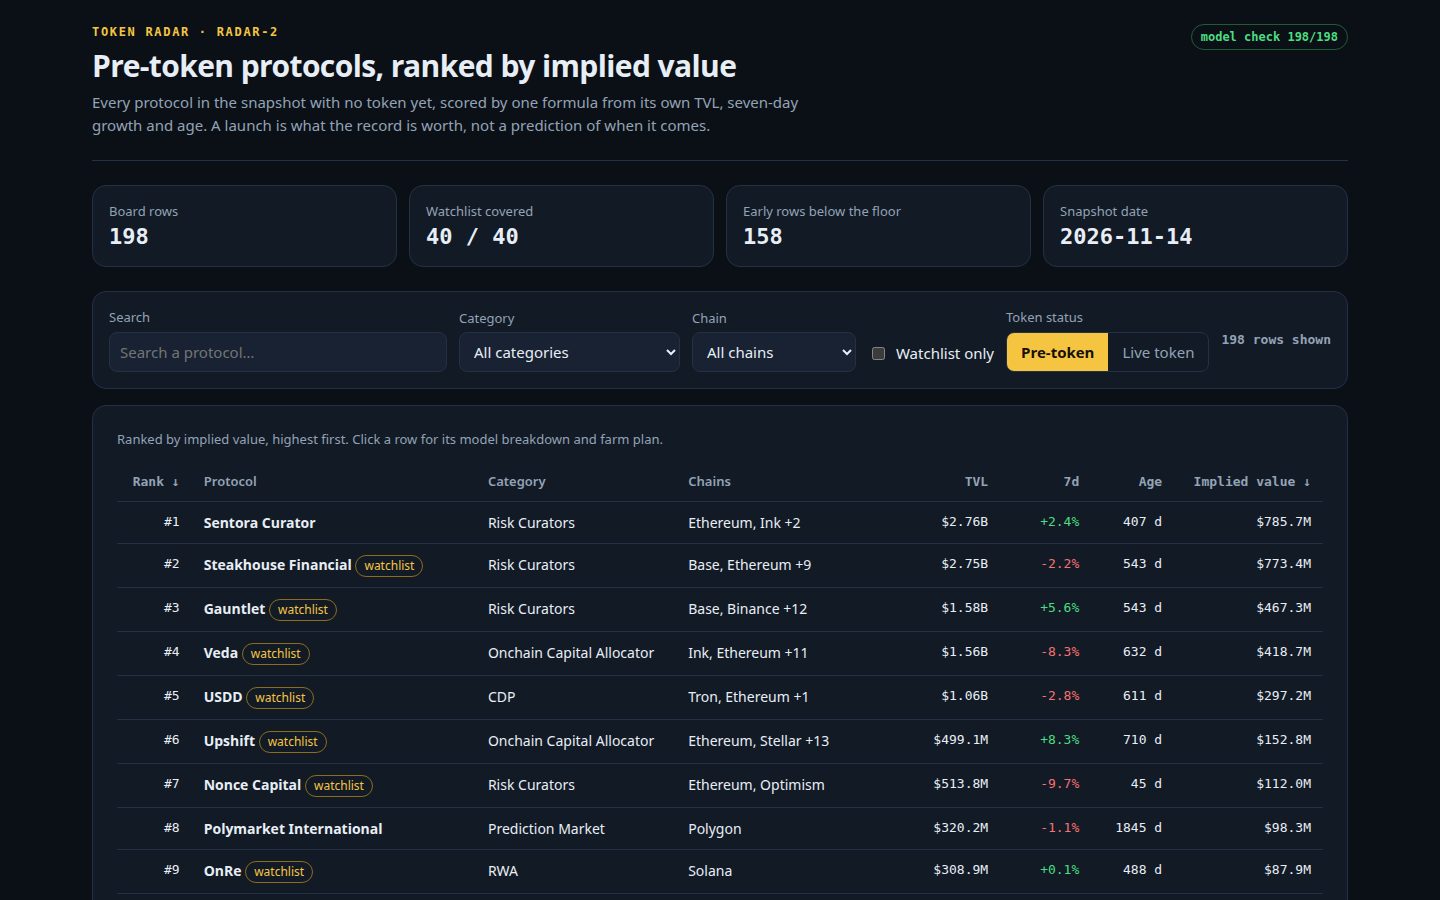 TOKEN RADAR · RADAR-2
model check 198/198
Pre-token protocols, ranked by implied value
Every protocol in the snapshot with no token yet, scored by one formula from its own TVL, seven-day
growth and age. A launch is what the record is worth, not a prediction of when it comes.
Board rows
198
Watchlist covered
40 / 40
Early rows below the floor
158
Snapshot date
2026-11-14
Search
Search a protocol...
Category
All categories
Chain
All chains
Watchlist only
Token status
Pre-token
Live token
198 rows shown
Ranked by implied value, highest first. Click a row for its model breakdown and farm plan.
Rank ↓ Protocol Category Chains TVL 7d Age Implied value ↓
#1 Sentora Curator Risk Curators Ethereum, Ink +2 $2.76B +2.4% 407 d $785.7M
#2 Steakhouse Financial watchlist Risk Curators Base, Ethereum +9 $2.75B -2.2% 543 d $773.4M
#3 Gauntlet watchlist Risk Curators Base, Binance +12 $1.58B +5.6% 543 d $467.3M
#4 Veda watchlist Onchain Capital Allocator Ink, Ethereum +11 $1.56B -8.3% 632 d $418.7M
#5 USDD watchlist CDP Tron, Ethereum +1 $1.06B -2.8% 611 d $297.2M
#6 Upshift watchlist Onchain Capital Allocator Ethereum, Stellar +13 $499.1M +8.3% 710 d $152.8M
#7 Nonce Capital watchlist Risk Curators Ethereum, Optimism $513.8M -9.7% 45 d $112.0M
#8 Polymarket International Prediction Market Polygon $320.2M -1.1% 1845 d $98.3M
#9 OnRe watchlist RWA Solana $308.9M +0.1% 488 d $87.9M